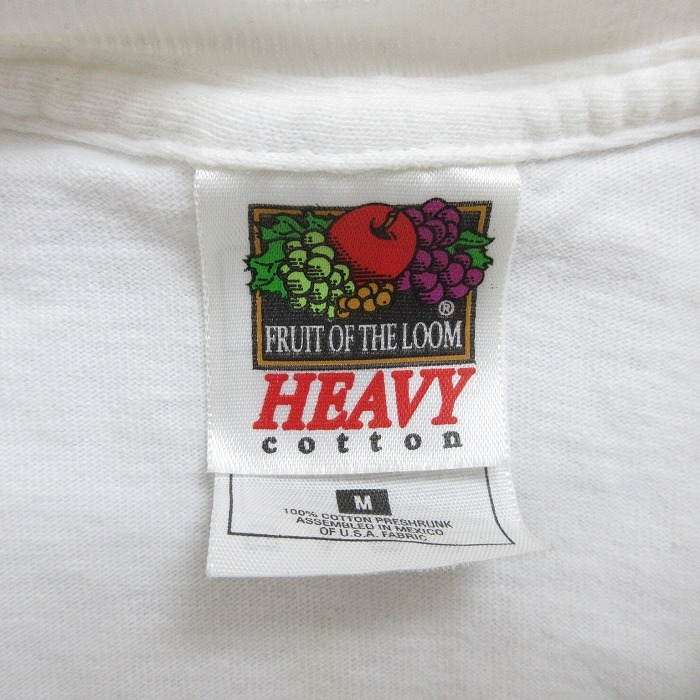 ®
FRUIT OF THE LOOM
HEAVY
cotton
M
100% COTTON PRESHRUNK
ASSEMBLED IN MEXICO
OF U.S.A. FABRIC